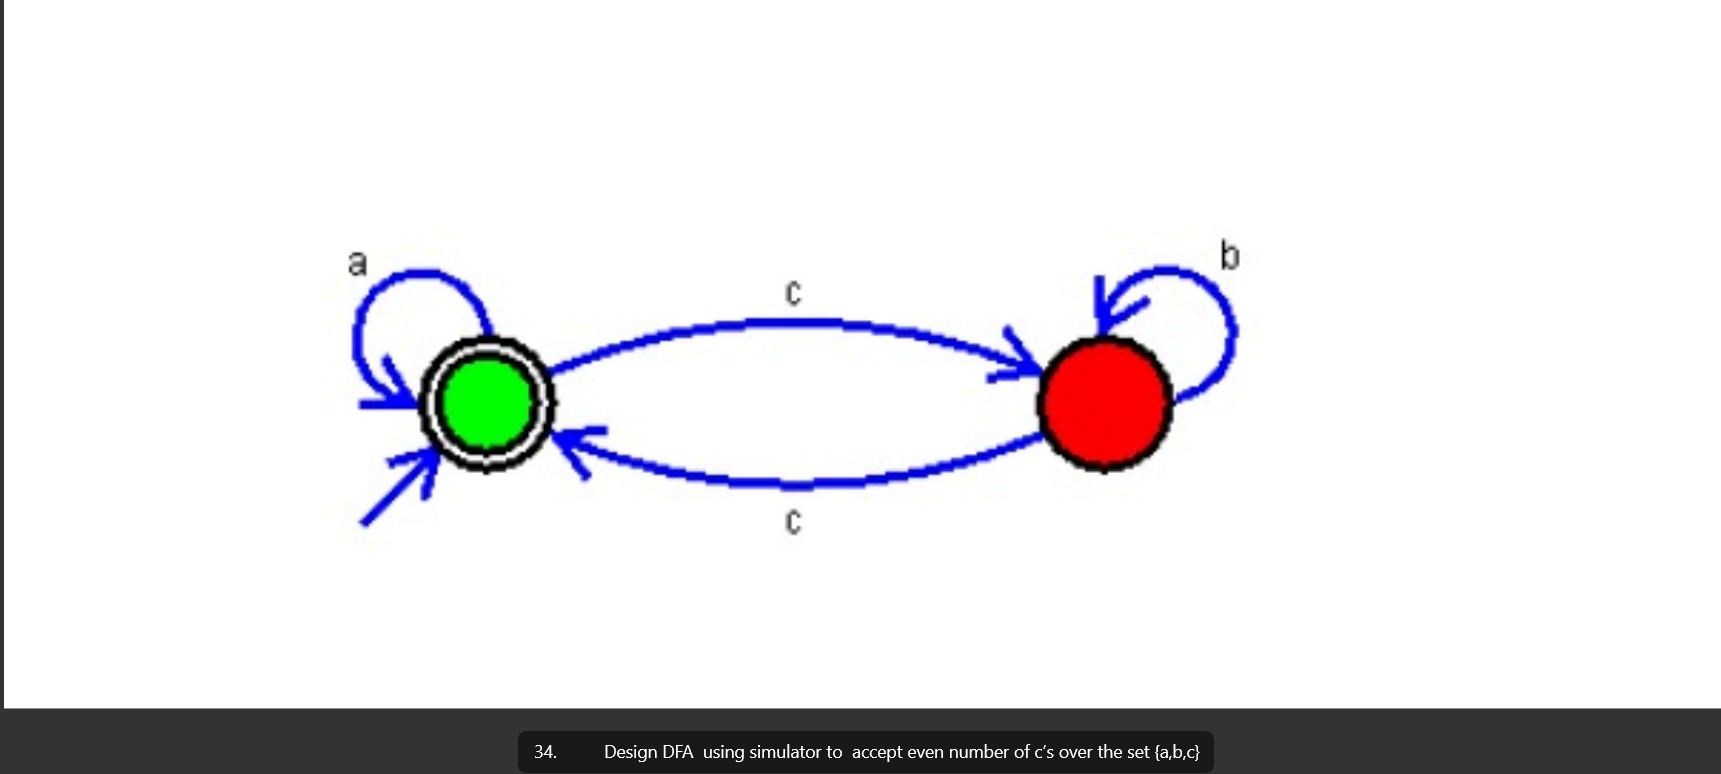 a
b
c
c
34. Design DFA using simulator to accept even number of c's over the set {a,b,c}